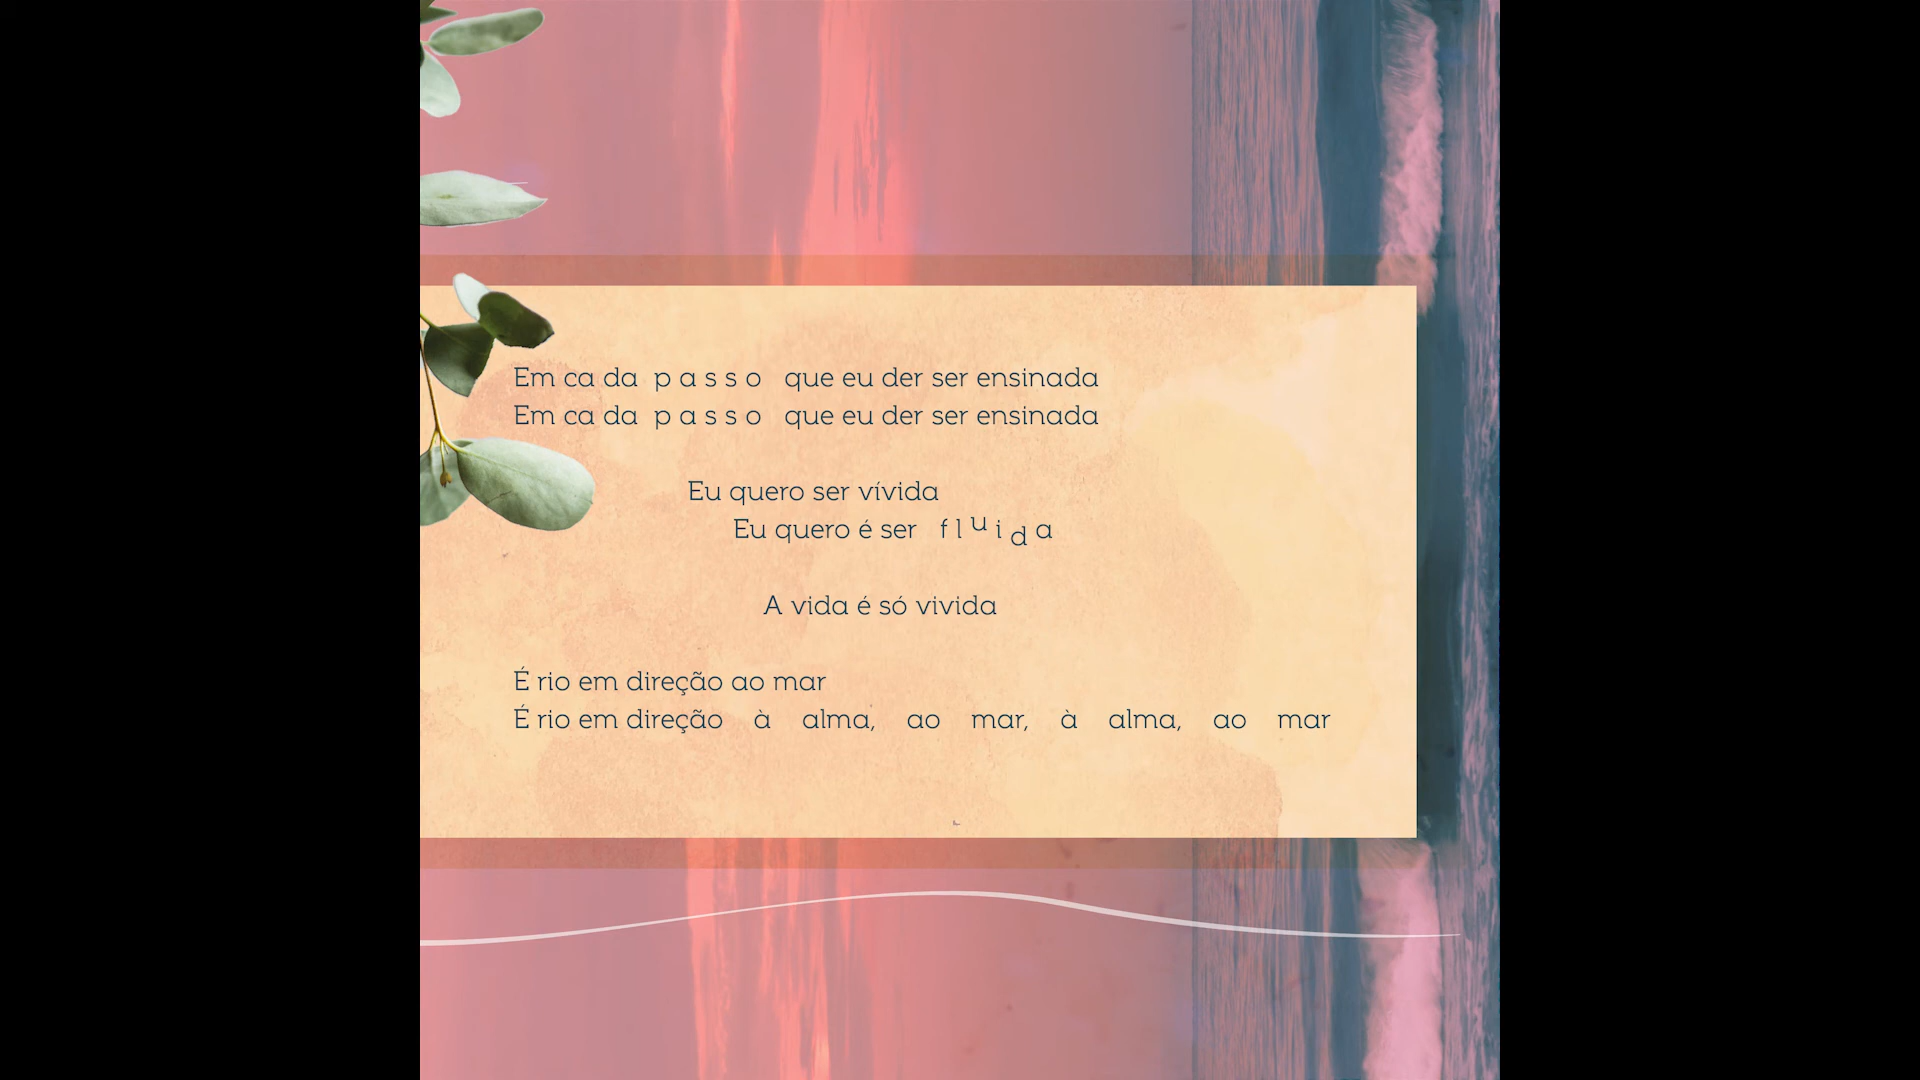 Em ca da p a s s o que eu der ser ensinada
Em ca da p a s s o que eu der ser ensinada
Eu quero ser vívida
Eu quero é ser f l u i d a
A vida é só vivida
É rio em direção ao mar
É rio em direção à alma, ao mar, à alma, ao mar